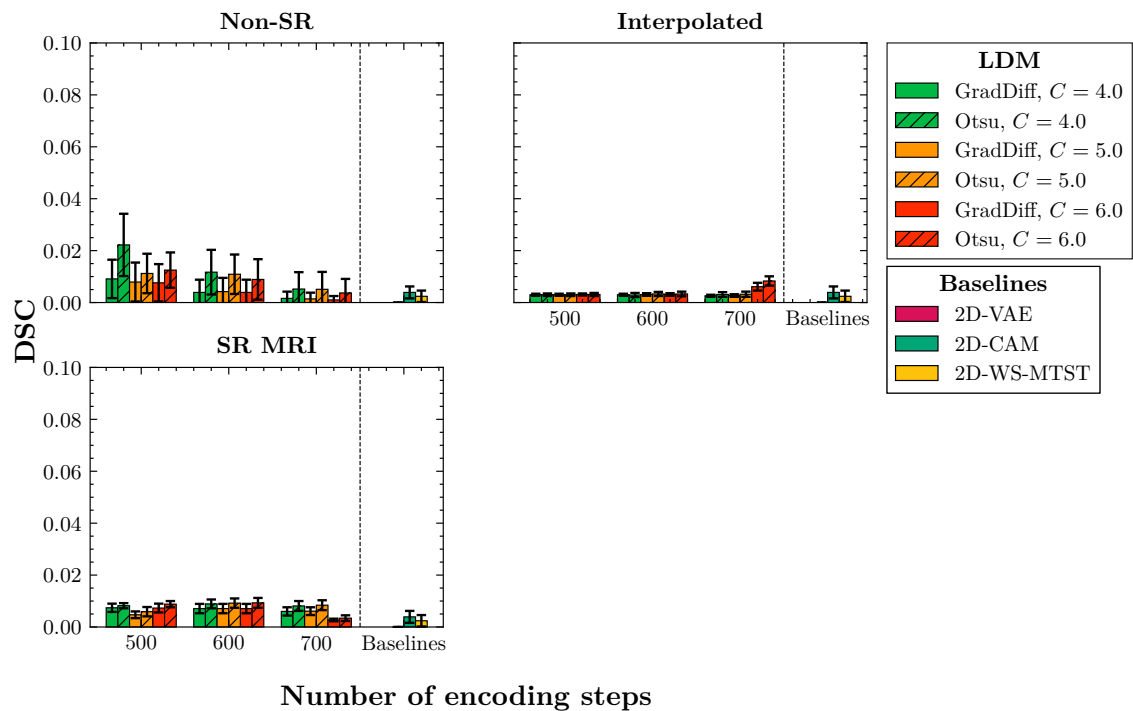 Non-SR
Interpolated
0.10
0.08
0.06
0.04
0.02
0.00
500
600
700
Baselines
LDM
GradDiff, C = 4.0
Otsu, C = 4.0
GradDiff, C = 5.0
Otsu, C = 5.0
GradDiff, C = 6.0
Otsu, C = 6.0
Baselines
2D-VAE
2D-CAM
2D-WS-MTST
DSC
SR MRI
0.10
0.08
0.06
0.04
0.02
0.00
500
600
700
Baselines
Number of encoding steps